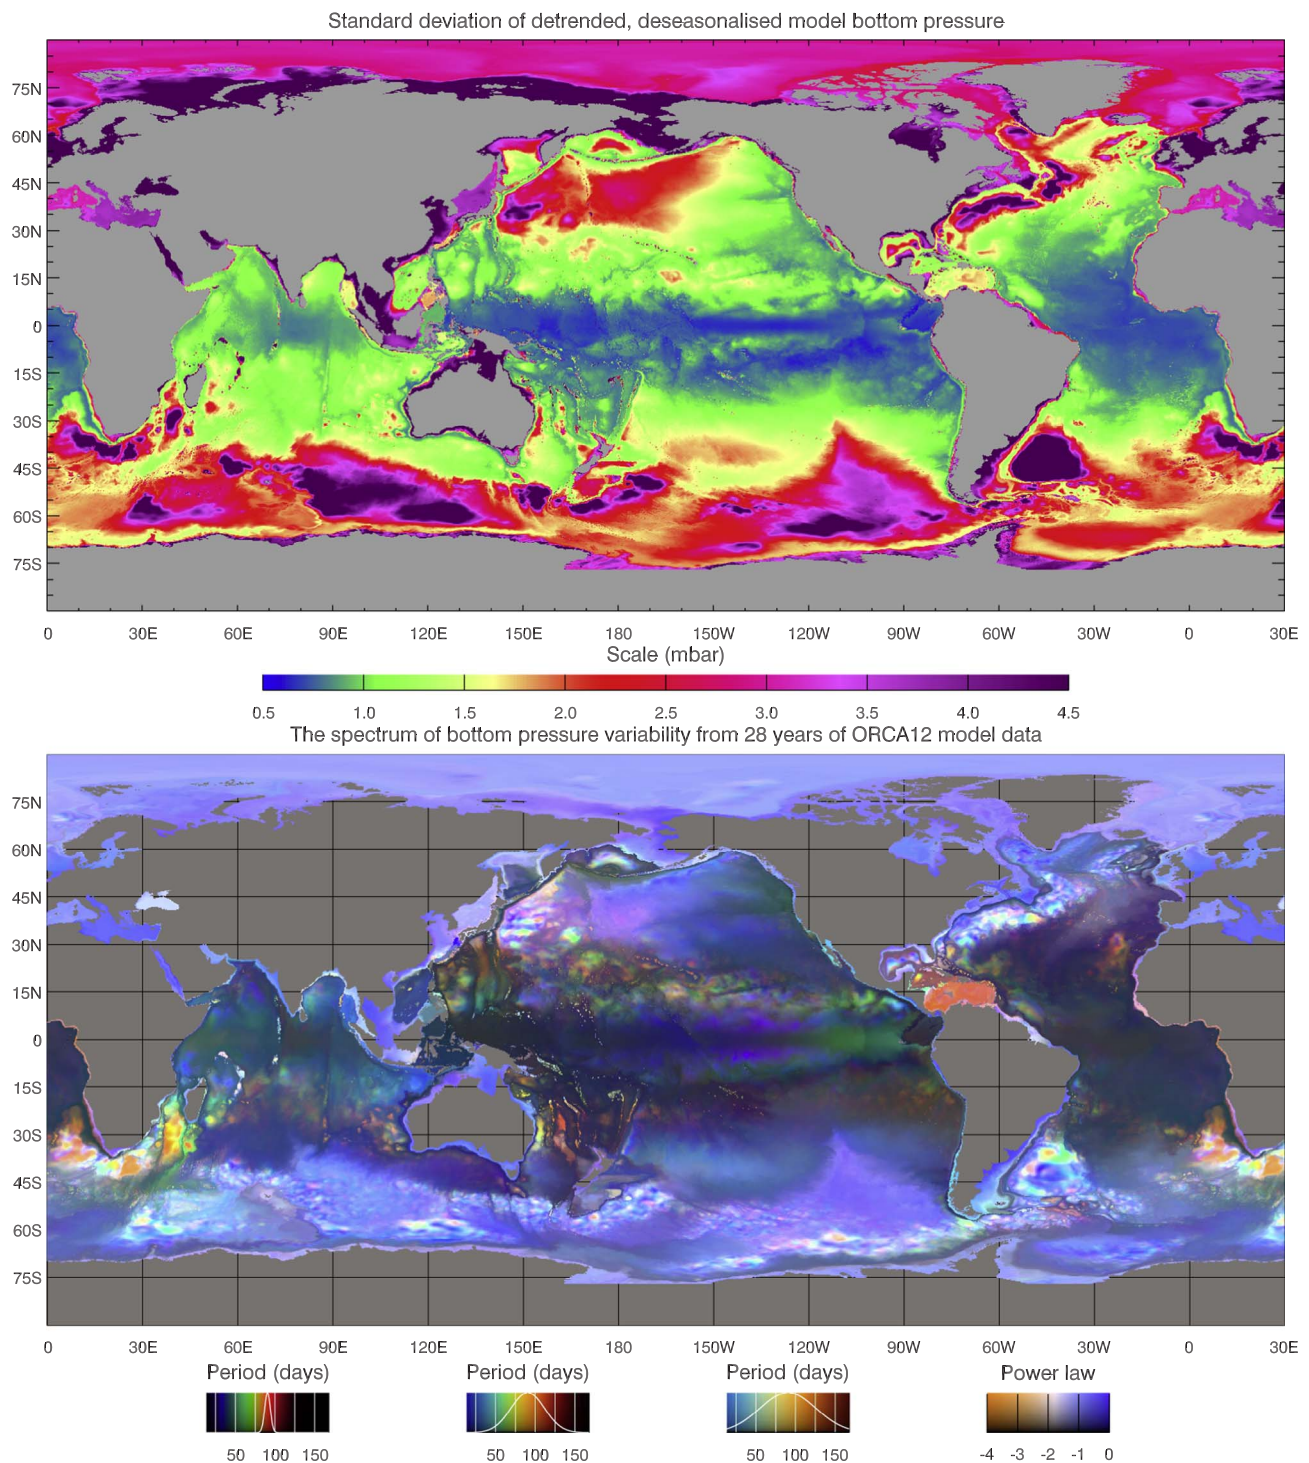 Standard deviation of detrended, deseasonalised model bottom pressure
75N
60N
45N
30N
15N
0
15S
30S
45S
60S
75S
0 30E 60E 90E 120E 150E 180 150W 120W 90W 60W 30W 0 30E
Scale (mbar)
0.5 1.0 1.5 2.0 2.5 3.0 3.5 4.0 4.5
The spectrum of bottom pressure variability from 28 years of ORCA12 model data
75N
60N
45N
30N
15N
0
15S
30S
45S
60S
75S
0 30E 60E 90E 120E 150E 180 150W 120W 90W 60W 30W 0 30E
Period (days) Period (days) Period (days) Power law
50 100 150 50 100 150 50 100 150 -4 -3 -2 -1 0